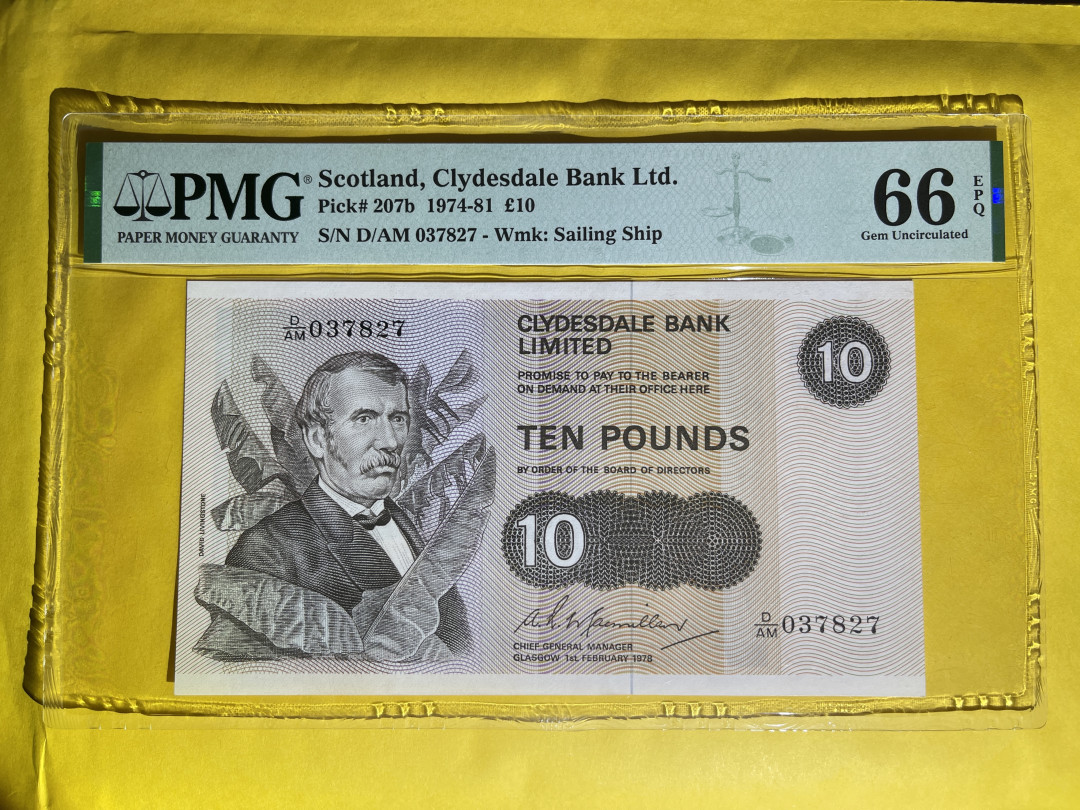 PMG®
PAPER MONEY GUARANTY
Scotland, Clydesdale Bank Ltd.
Pick# 207b 1974-81 £10
S/N D/AM 037827 - Wmk: Sailing Ship
66
EPQ
Gem Uncirculated
D/AM 037827
CLYDESDALE BANK
LIMITED
PROMISE TO PAY TO THE BEARER
ON DEMAND AT THEIR OFFICE HERE
10
TEN POUNDS
BY ORDER OF THE BOARD OF DIRECTORS
10
DAVID LIVINGSTONE
CHIEF GENERAL MANAGER
GLASGOW 1ST FEBRUARY 1978
D/AM 037827